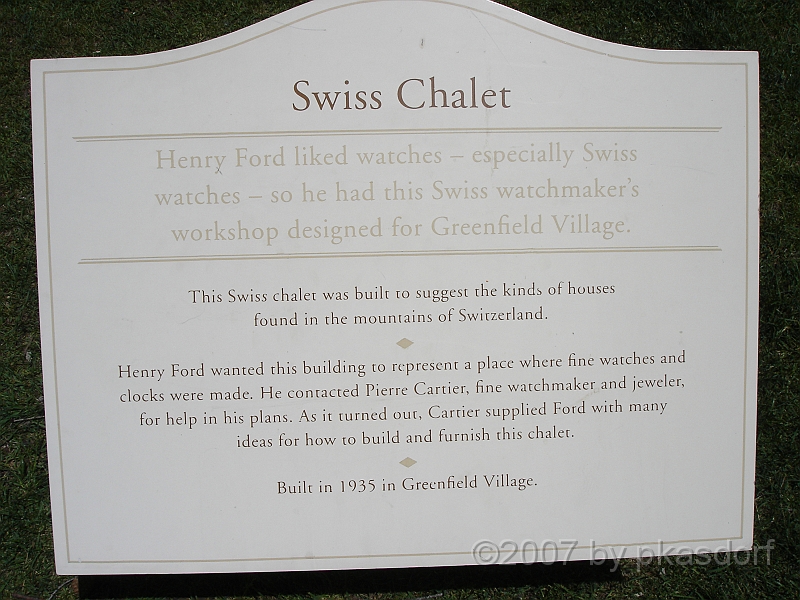 Swiss Chalet
Henry Ford liked watches – especially Swiss
watches – so he had this Swiss watchmaker's
workshop designed for Greenfield Village.
This Swiss chalet was built to suggest the kinds of houses
found in the mountains of Switzerland.
Henry Ford wanted this building to represent a place where fine watches and
clocks were made. He contacted Pierre Cartier, fine watchmaker and jeweler,
for help in his plans. As it turned out, Cartier supplied Ford with many
ideas for how to build and furnish this chalet.
Built in 1935 in Greenfield Village.
©2007 by pkasdorf